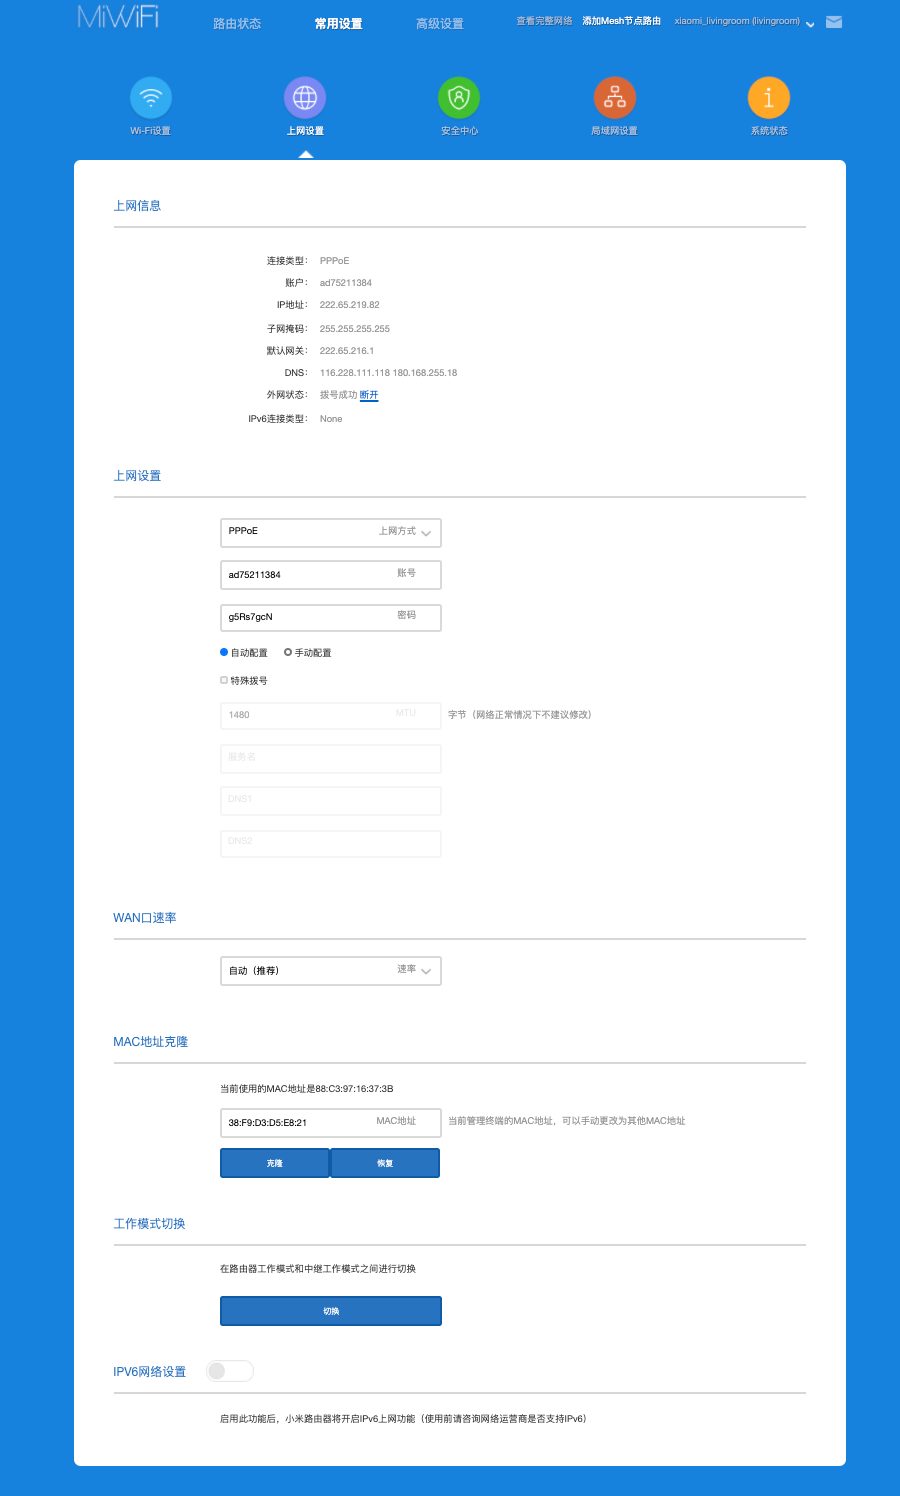 MiWiFi
路由状态 常用设置 高级设置 查看完整网络 添加Mesh节点路由 xiaomi_livingroom (livingroom)
Wi-Fi设置 上网设置 安全中心 局域网设置 系统状态
上网信息
连接类型： PPPoE
账户： ad75211384
IP地址： 222.65.219.82
子网掩码： 255.255.255.255
默认网关： 222.65.216.1
DNS： 116.228.111.118 180.168.255.18
外网状态： 拨号成功 断开
IPv6连接类型： None
上网设置
PPPoE 上网方式
ad75211384 账号
g5Rs7gcN 密码
自动配置 手动配置
特殊拨号
1480 MTU 字节（网络正常情况下不建议修改）
服务名
DNS1
DNS2
WAN口速率
自动（推荐） 速率
MAC地址克隆
当前使用的MAC地址是88:C3:97:16:37:3B
38:F9:D3:D5:E8:21 MAC地址 当前管理终端的MAC地址，可以手动更改为其他MAC地址
克隆 恢复
工作模式切换
在路由器工作模式和中继工作模式之间进行切换
切换
IPV6网络设置
启用此功能后，小米路由器将开启IPv6上网功能（使用前请咨询网络运营商是否支持IPv6）